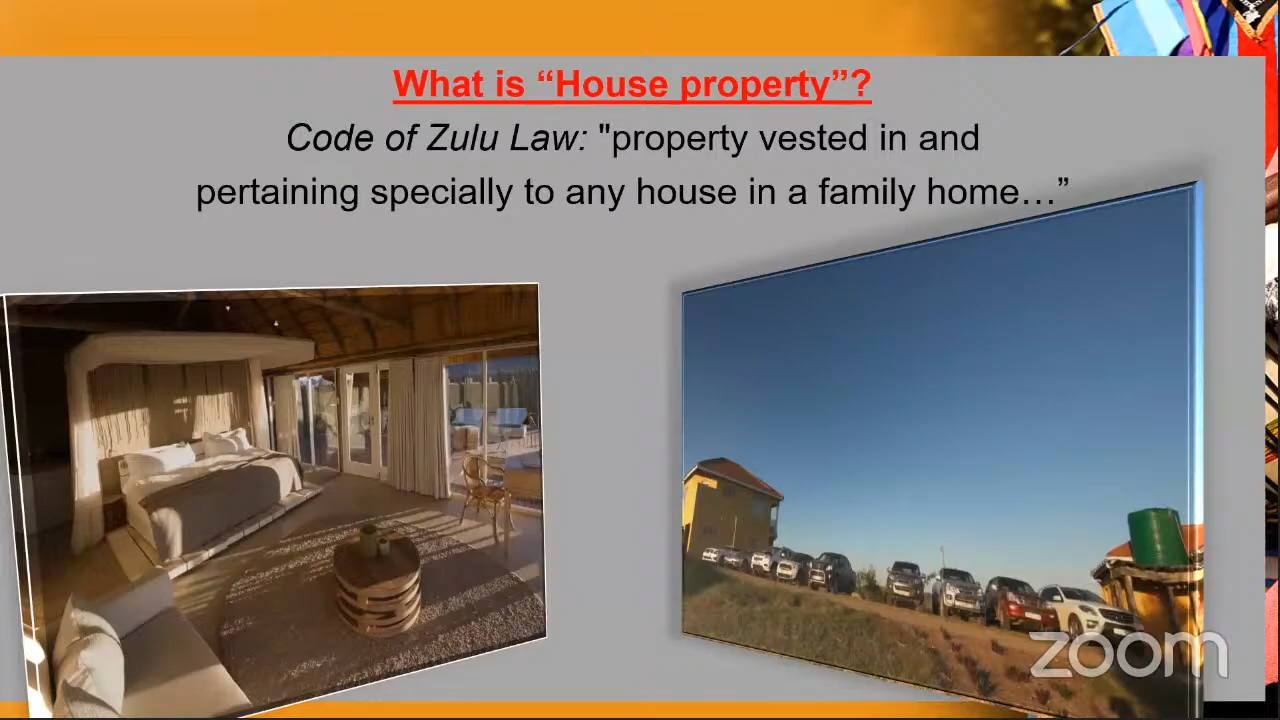 What is “House property”?
Code of Zulu Law: "property vested in and
pertaining specially to any house in a family home…”
zoom